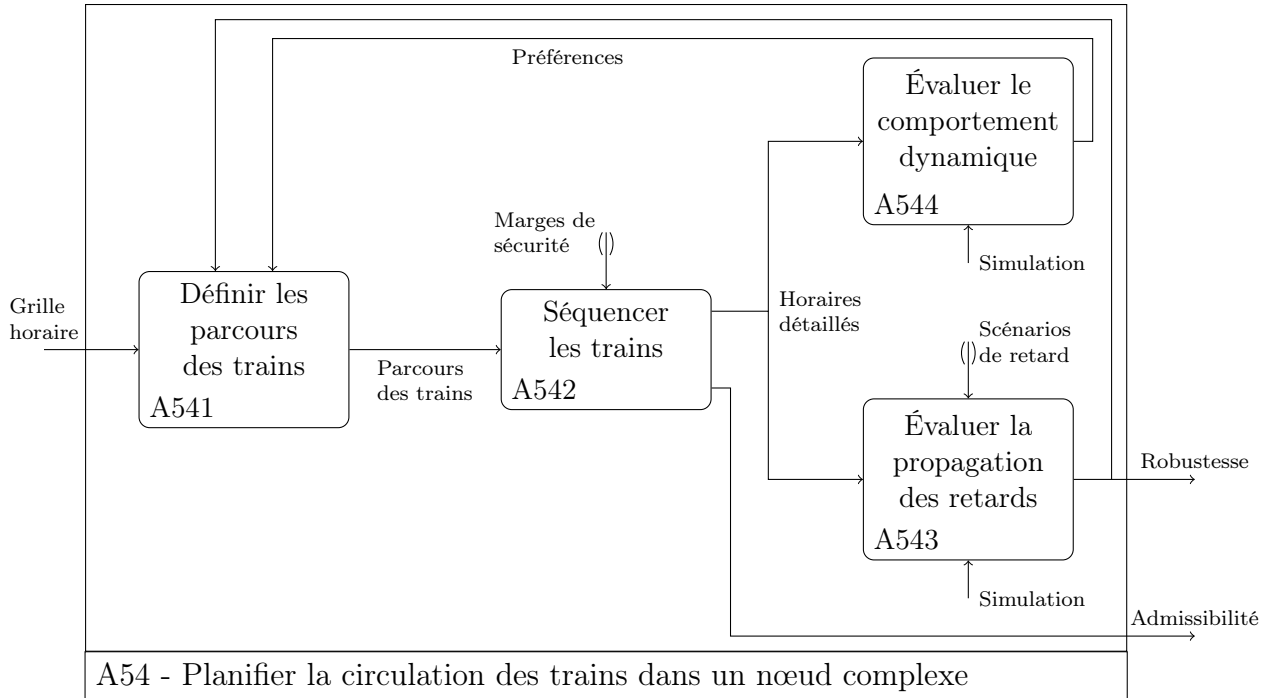 Préférences
Évaluer le
comportement
dynamique
A544
Marges de
sécurité
Simulation
Grille
horaire
Définir les
parcours
des trains
A541
Parcours
des trains
Séquencer
les trains
A542
Horaires
détaillés
Scénarios
de retard
Évaluer la
propagation
des retards
A543
Robustesse
Simulation
Admissibilité
A54 - Planifier la circulation des trains dans un nœud complexe